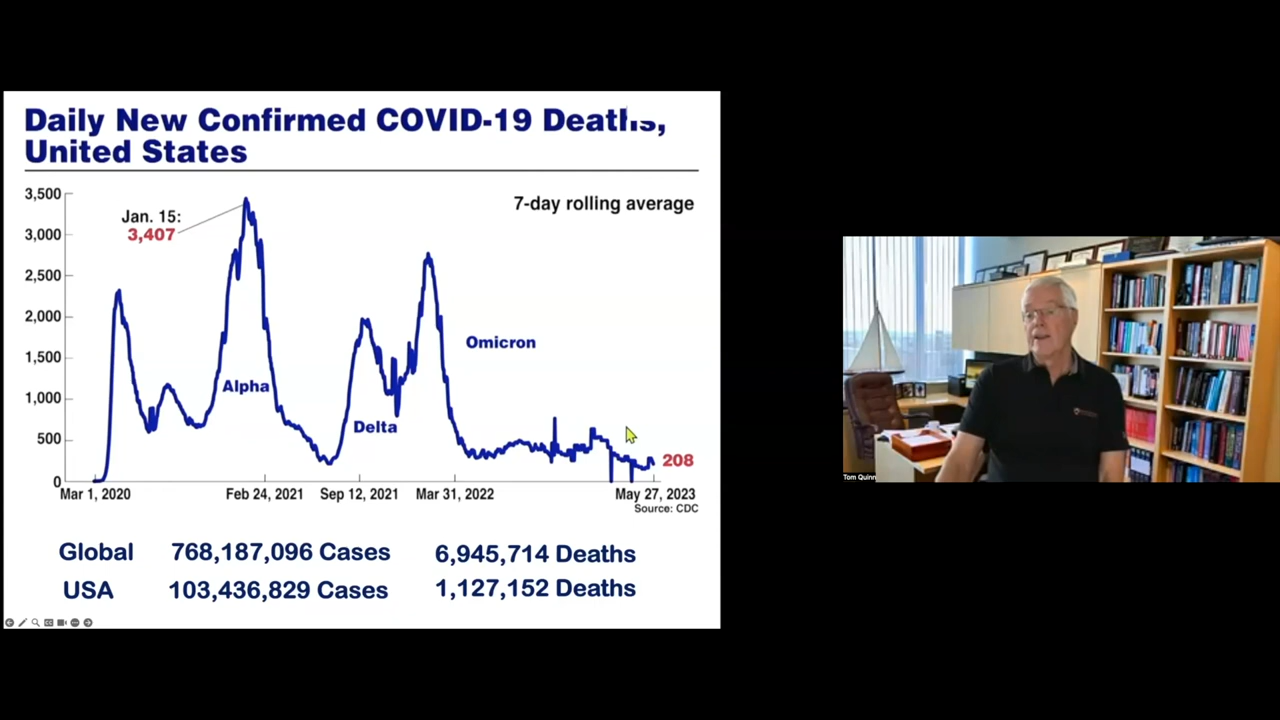 Daily New Confirmed COVID-19 Deaths,
United States
3,500
3,000
2,500
2,000
1,500
1,000
500
0
7-day rolling average
Jan. 15:
3,407
Alpha
Delta
Omicron
208
Mar 1, 2020
Feb 24, 2021
Sep 12, 2021
Mar 31, 2022
May 27, 2023
Source: CDC
Global 768,187,096 Cases 6,945,714 Deaths
USA 103,436,829 Cases 1,127,152 Deaths
Tom Quinn